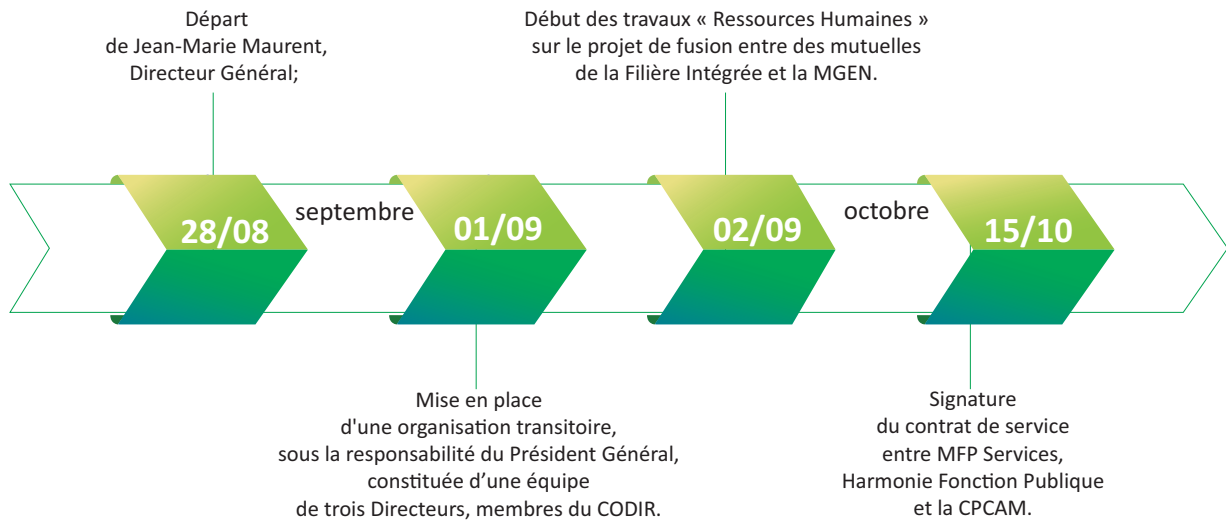 Départ
de Jean-Marie Maurent,
Directeur Général;
Début des travaux « Ressources Humaines »
sur le projet de fusion entre des mutuelles
de la Filière Intégrée et la MGEN.
28/08
septembre
01/09
02/09
octobre
15/10
Mise en place
d'une organisation transitoire,
sous la responsabilité du Président Général,
constituée d’une équipe
de trois Directeurs, membres du CODIR.
Signature
du contrat de service
entre MFP Services,
Harmonie Fonction Publique
et la CPCAM.